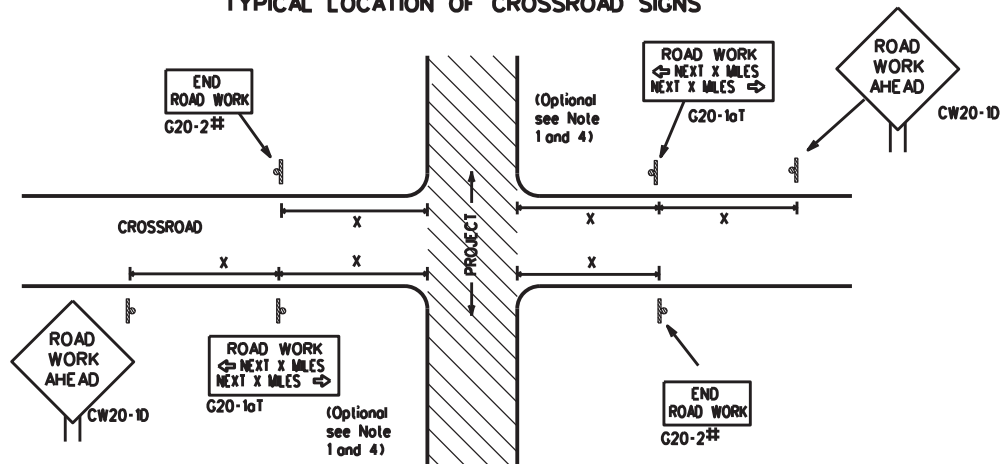 TYPICAL LOCATION OF CROSSROAD SIGNS
END
ROAD WORK
G20-2#
(Optional
see Note
1 and 4)
ROAD WORK
⇦ NEXT X MILES
NEXT X MILES ⇨
G20-1aT
ROAD
WORK
AHEAD
CW20-1D
X
X
X
CROSSROAD
PROJECT
X
X
X
ROAD
WORK
AHEAD
CW20-1D
ROAD WORK
⇦ NEXT X MILES
NEXT X MILES ⇨
G20-1aT
(Optional
see Note
1 and 4)
END
ROAD WORK
G20-2#